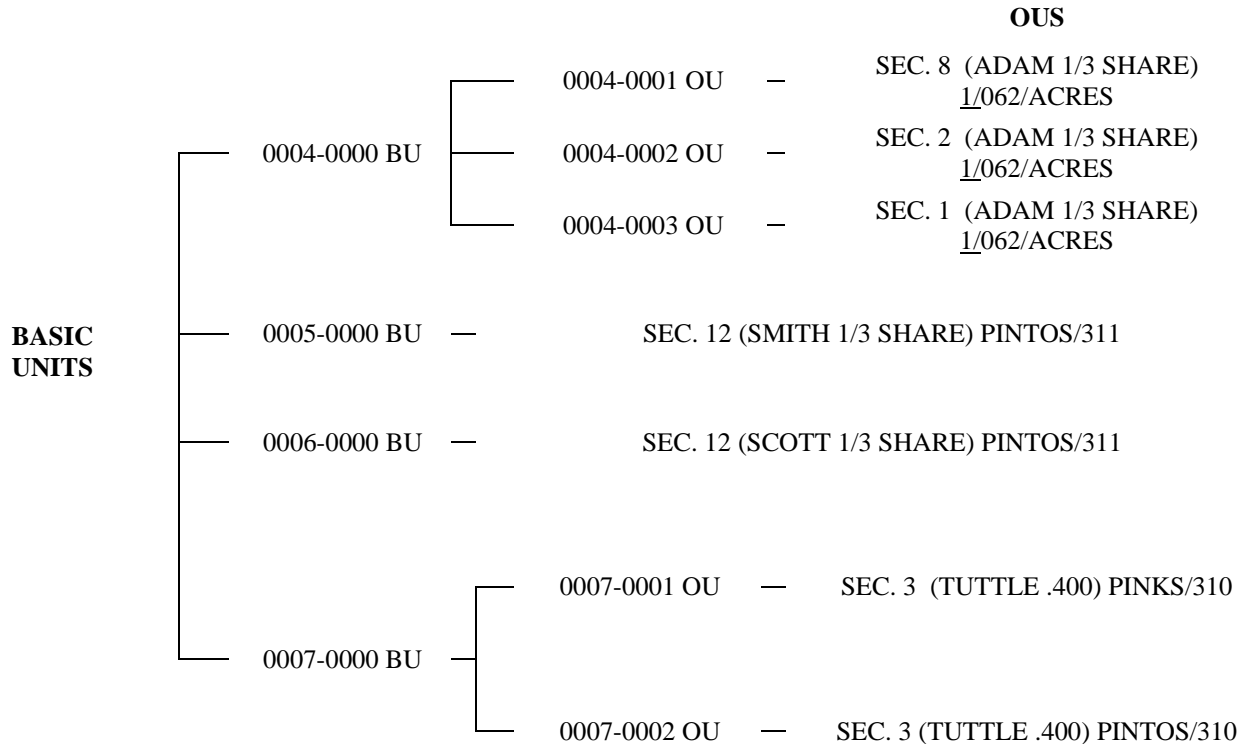 OUS
0004-0001 OU — SEC. 8 (ADAM 1/3 SHARE)
1/062/ACRES
0004-0000 BU 0004-0002 OU — SEC. 2 (ADAM 1/3 SHARE)
1/062/ACRES
0004-0003 OU — SEC. 1 (ADAM 1/3 SHARE)
1/062/ACRES
BASIC
UNITS
0005-0000 BU — SEC. 12 (SMITH 1/3 SHARE) PINTOS/311
0006-0000 BU — SEC. 12 (SCOTT 1/3 SHARE) PINTOS/311
0007-0001 OU — SEC. 3 (TUTTLE .400) PINKS/310
0007-0000 BU
0007-0002 OU — SEC. 3 (TUTTLE .400) PINTOS/310